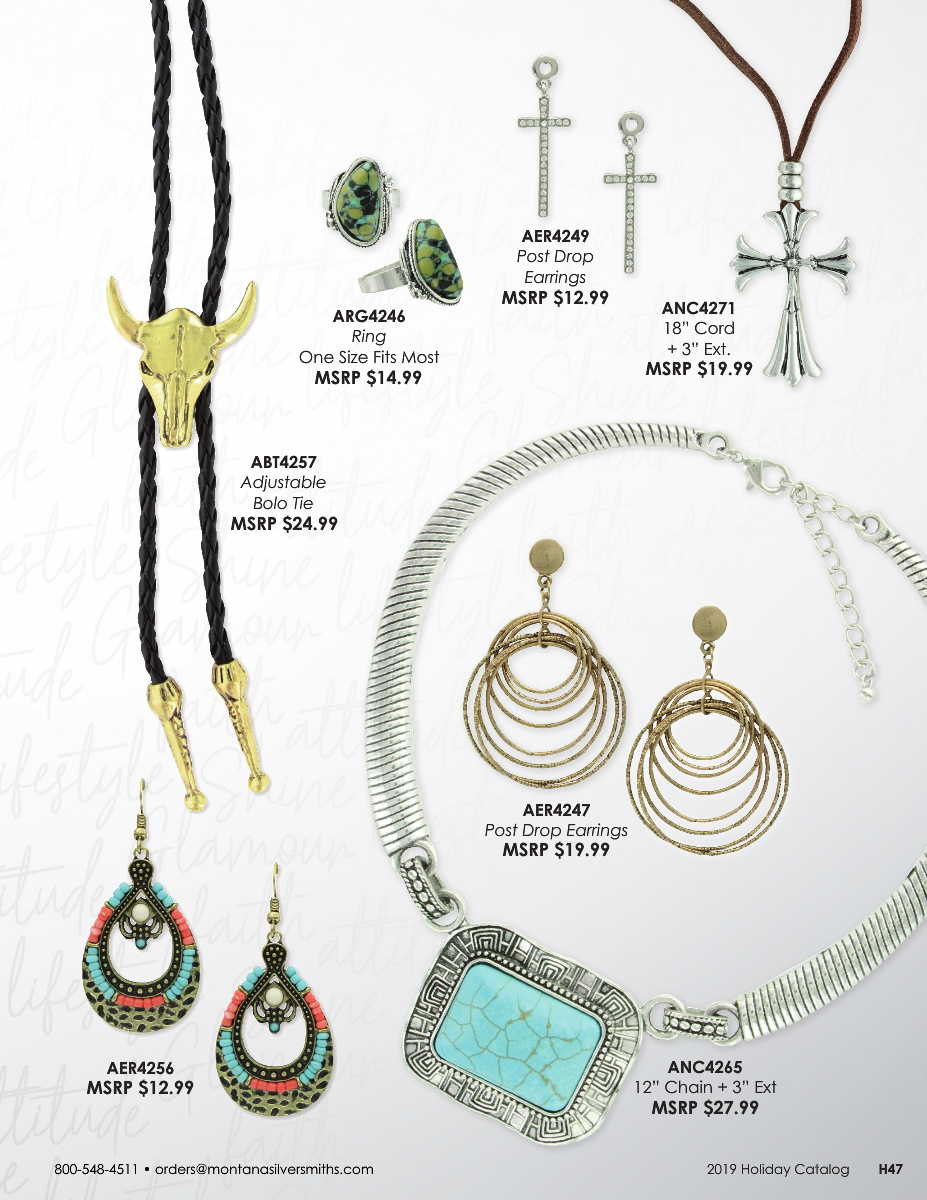 AER4249
Post Drop
Earrings
MSRP $12.99
ARG4246
Ring
One Size Fits Most
MSRP $14.99
ANC4271
18” Cord
+ 3” Ext.
MSRP $19.99
ABT4257
Adjustable
Bolo Tie
MSRP $24.99
AER4247
Post Drop Earrings
MSRP $19.99
AER4256
MSRP $12.99
ANC4265
12” Chain + 3” Ext
MSRP $27.99
800-548-4511 • orders@montanasilversmiths.com
2019 Holiday Catalog H47